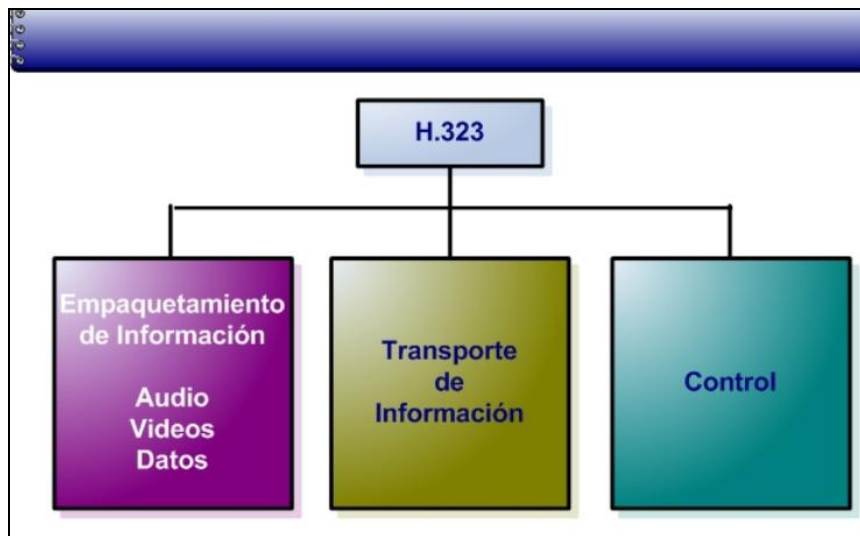 H.323
Empaquetamiento
de Información
Audio
Videos
Datos
Transporte
de
Información
Control